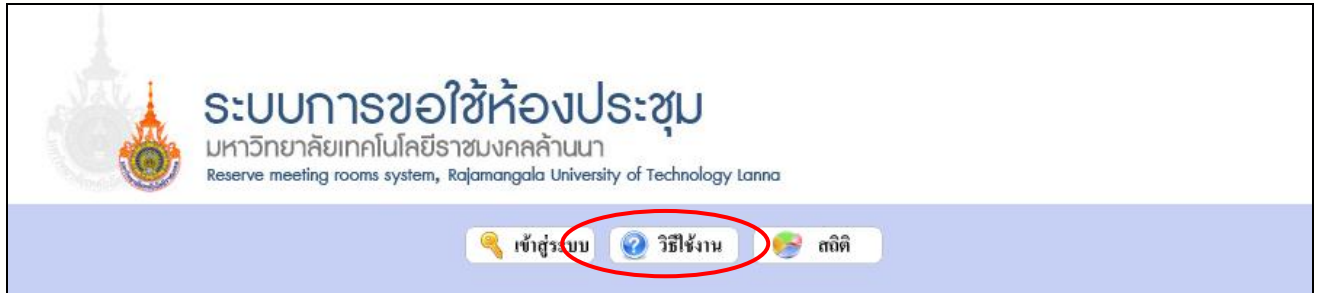 ระบบการขอใช้ห้องประชุม
มหาวิทยาลัยเทคโนโลยีราชมงคลล้านนา
Reserve meeting rooms system, Rajamangala University of Technology Lanna
เข้าสู่ระบบ วิธีใช้งาน สถิติ